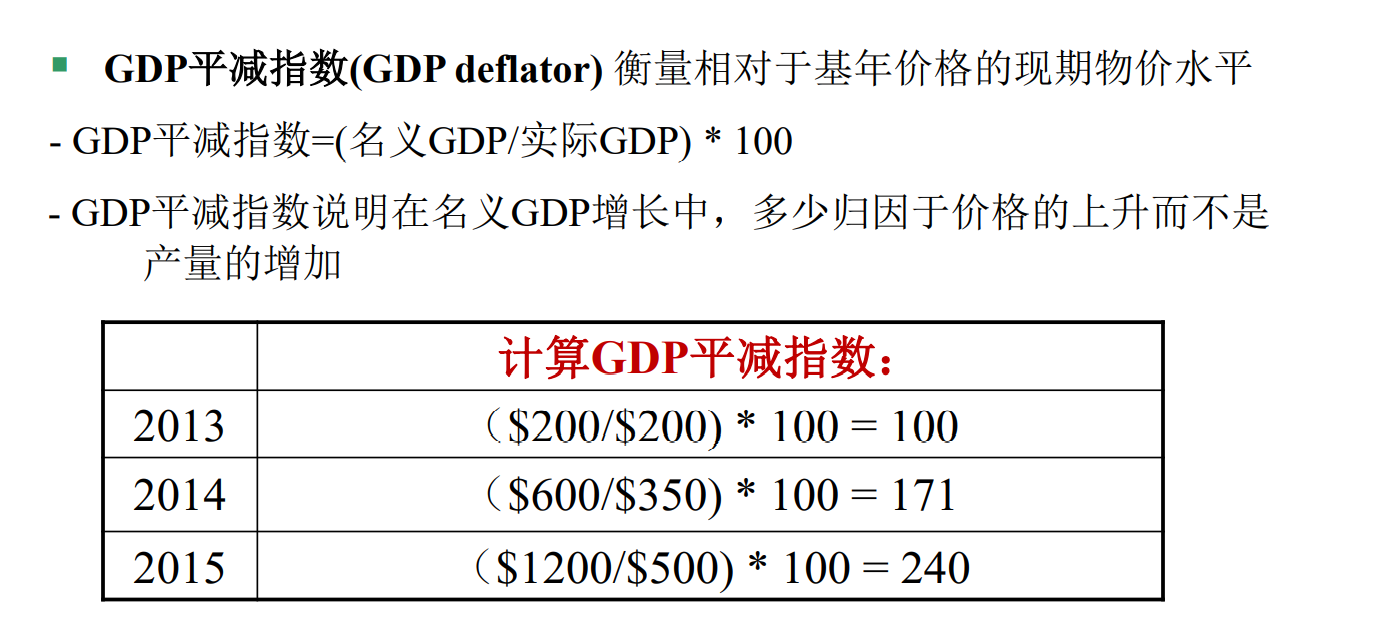 ▪ GDP平减指数(GDP deflator) 衡量相对于基年价格的现期物价水平
- GDP平减指数=(名义GDP/实际GDP) * 100
- GDP平减指数说明在名义GDP增长中，多少归因于价格的上升而不是
产量的增加
计算GDP平减指数：
2013 （$200/$200) * 100 = 100
2014 （$600/$350) * 100 = 171
2015 （$1200/$500) * 100 = 240